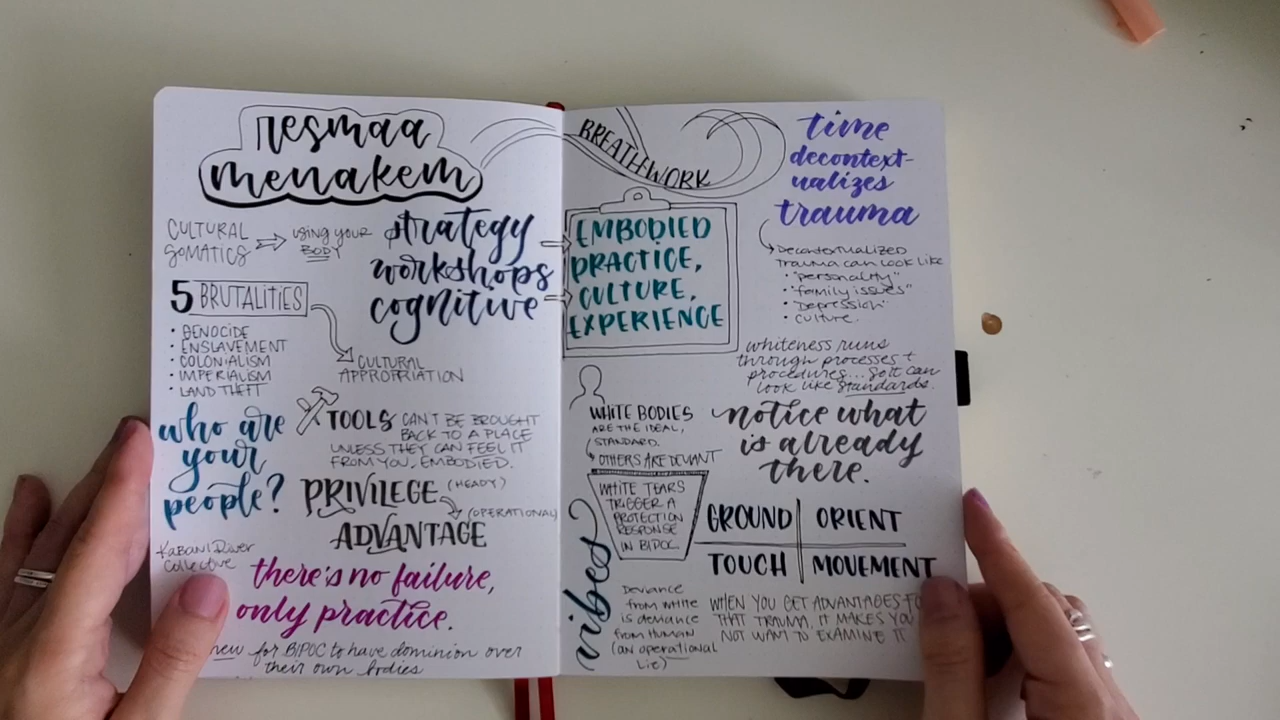 resmaa
menakem
CULTURAL
SOMATICS
using your
BODY
strategy
workshops
cognitive
5 BRUTALITIES
• GENOCIDE
• ENSLAVEMENT
• COLONIALISM
• IMPERIALISM
• LAND THEFT
CULTURAL
APPROPRIATION
who are
your
people?
TOOLS CAN'T BE BROUGHT
BACK TO A PLACE
UNLESS THEY CAN FEEL IT
FROM YOU, EMBODIED.
PRIVILEGE (HEADY)
(OPERATIONAL)
ADVANTAGE
Kabani River
Collective
there's no failure,
only practice.
new for BIPOC to have dominion over
their own bodies
BREATHWORK
EMBODIED
PRACTICE,
CULTURE,
EXPERIENCE
time
decontext-
ualizes
trauma
Decontextualized
Trauma can look like
• "personality"
• "family issues"
• "Depression"
• culture.
whiteness runs
through processes +
procedures... So it can
look like standards.
WHITE BODIES
ARE THE IDEAL,
STANDARD.
OTHERS ARE DEVIANT
notice what
is already
there.
WHITE TEARS
TRIGGER A
PROTECTION
RESPONSE
IN BIPOC.
vibes
GROUND ORIENT
TOUCH MOVEMENT
Deviance
from white
is deviance
from human
(an operational
lie)
WHEN YOU GET ADVANTAGES
THAT TRAUMA, IT MAKES YOU
NOT WANT TO EXAMINE IT